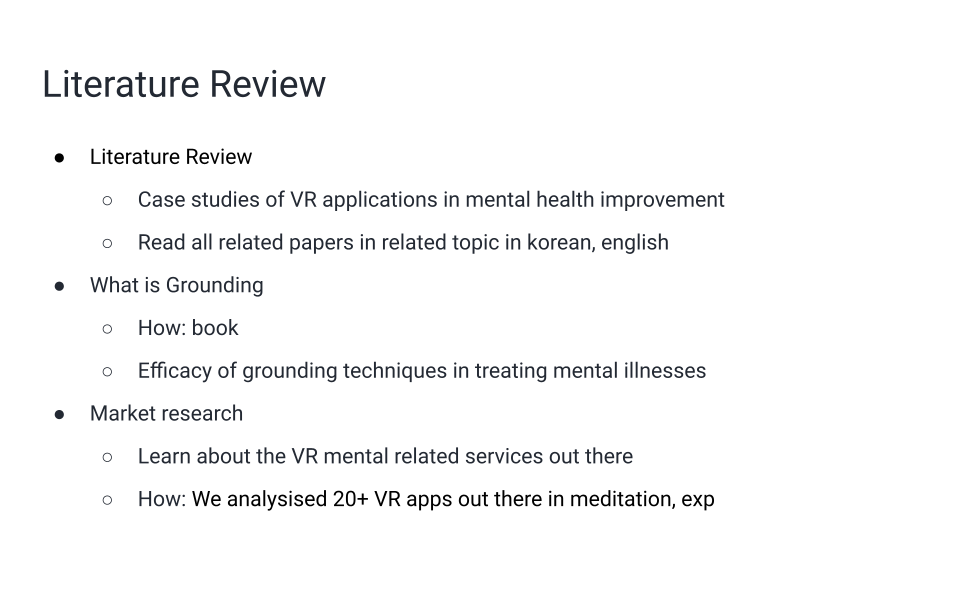 Literature Review
● Literature Review
○ Case studies of VR applications in mental health improvement
○ Read all related papers in related topic in korean, english
● What is Grounding
○ How: book
○ Efficacy of grounding techniques in treating mental illnesses
● Market research
○ Learn about the VR mental related services out there
○ How: We analysised 20+ VR apps out there in meditation, exp